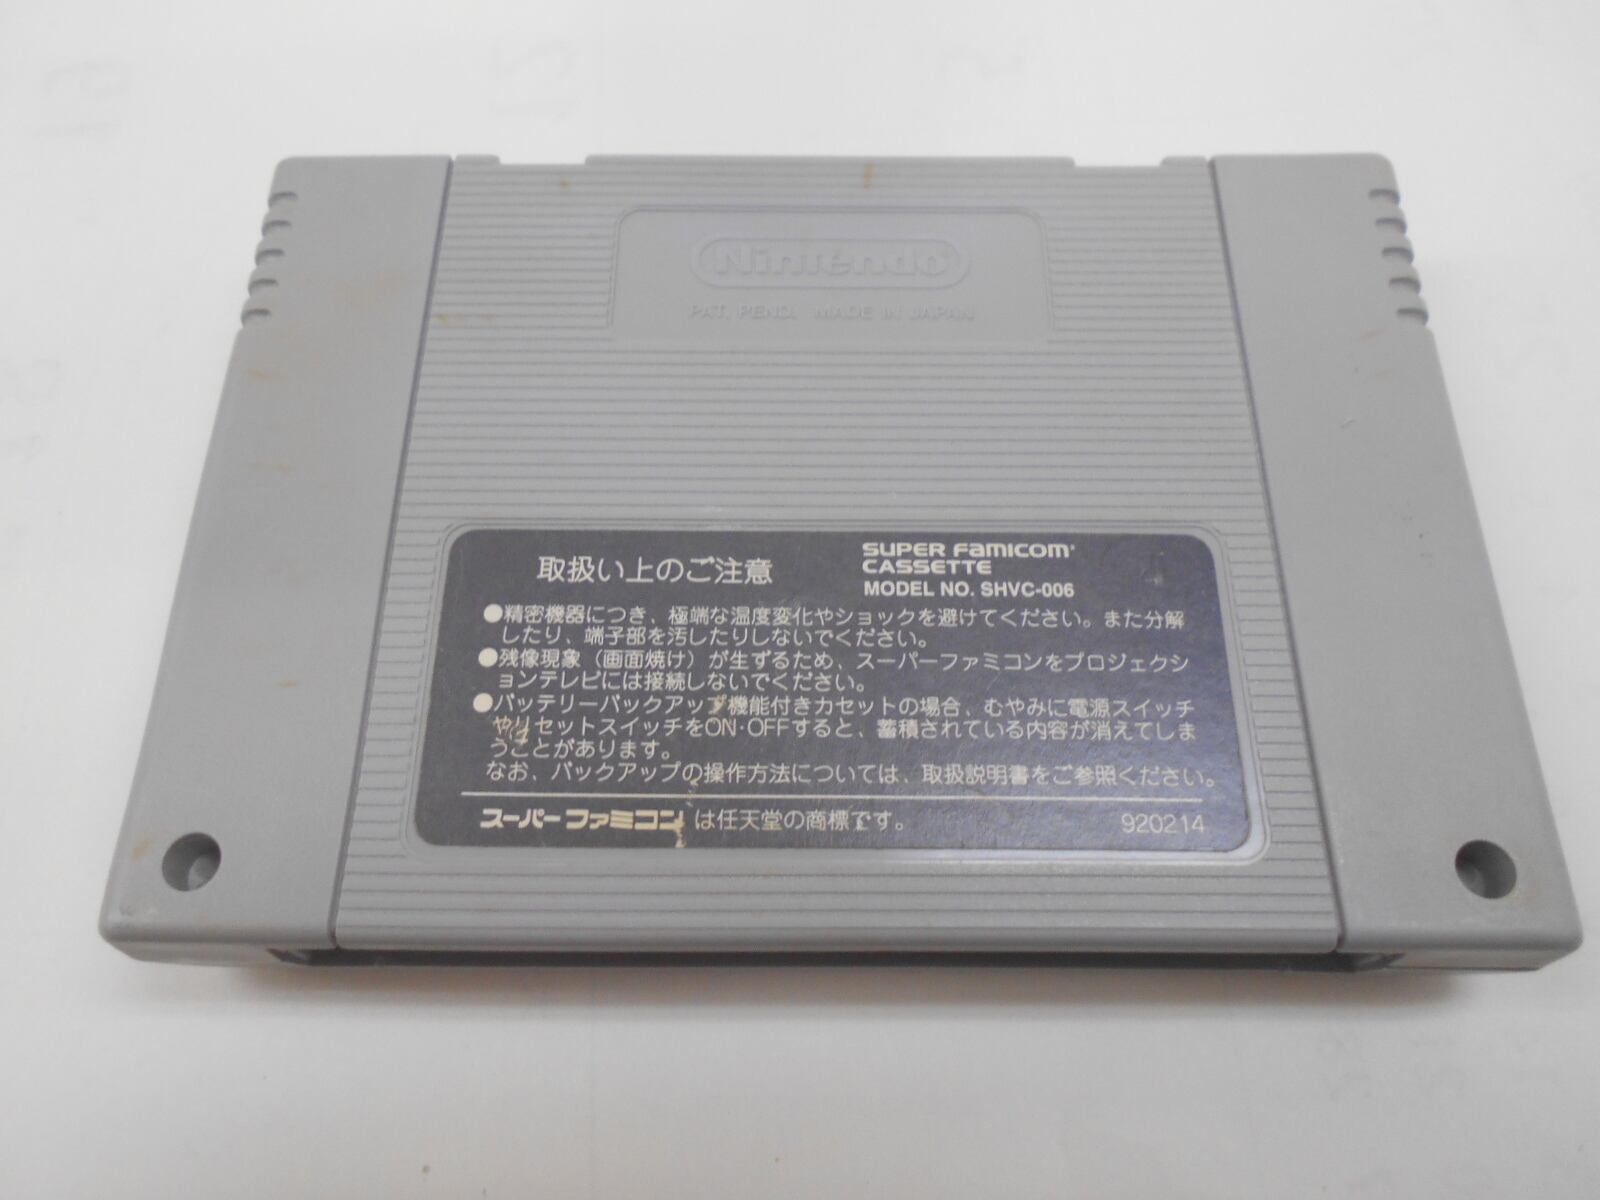 Nintendo
PAT. PEND. MADE IN JAPAN
取扱い上のご注意
SUPER FAMICOM
CASSETTE
MODEL NO. SHVC-006
●精密機器につき、極端な温度変化やショックを避けてください。また分解
したり、端子部を汚したりしないでください。
●残像現象（画面焼け）が生ずるため、スーパーファミコンをプロジェクシ
ョンテレビには接続しないでください。
●バッテリーバックアップ機能付きカセットの場合、むやみに電源スイッチ
やリセットスイッチをON・OFFすると、蓄積されている内容が消えてしま
うことがあります。
なお、バックアップの操作方法については、取扱説明書をご参照ください。
スーパーファミコンは任天堂の商標です。
920214